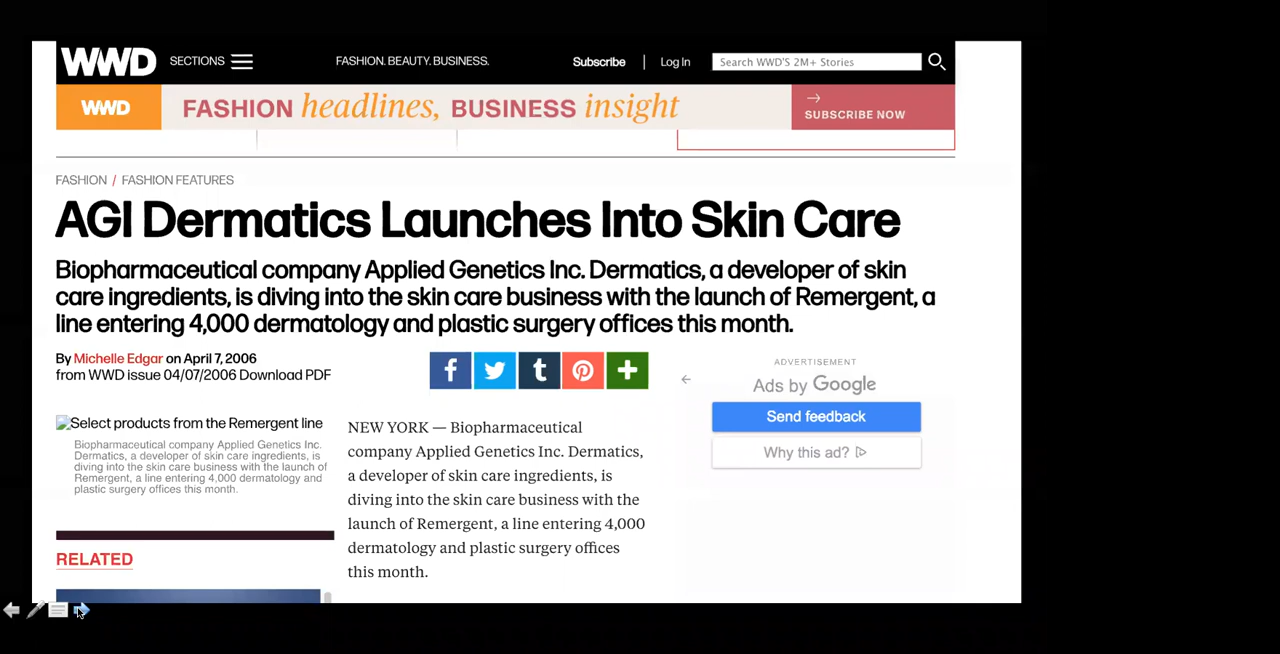 WWD SECTIONS FASHION. BEAUTY. BUSINESS. Subscribe | Log In Search WWD'S 2M+ Stories
WWD FASHION headlines, BUSINESS insight → SUBSCRIBE NOW
FASHION / FASHION FEATURES
AGI Dermatics Launches Into Skin Care
Biopharmaceutical company Applied Genetics Inc. Dermatics, a developer of skin
care ingredients, is diving into the skin care business with the launch of Remergent, a
line entering 4,000 dermatology and plastic surgery offices this month.
By Michelle Edgar on April 7, 2006
from WWD issue 04/07/2006 Download PDF
Select products from the Remergent line
Biopharmaceutical company Applied Genetics Inc.
Dermatics, a developer of skin care ingredients, is
diving into the skin care business with the launch of
Remergent, a line entering 4,000 dermatology and
plastic surgery offices this month.
RELATED
NEW YORK — Biopharmaceutical
company Applied Genetics Inc. Dermatics,
a developer of skin care ingredients, is
diving into the skin care business with the
launch of Remergent, a line entering 4,000
dermatology and plastic surgery offices
this month.
ADVERTISEMENT
Ads by Google
Send feedback
Why this ad?